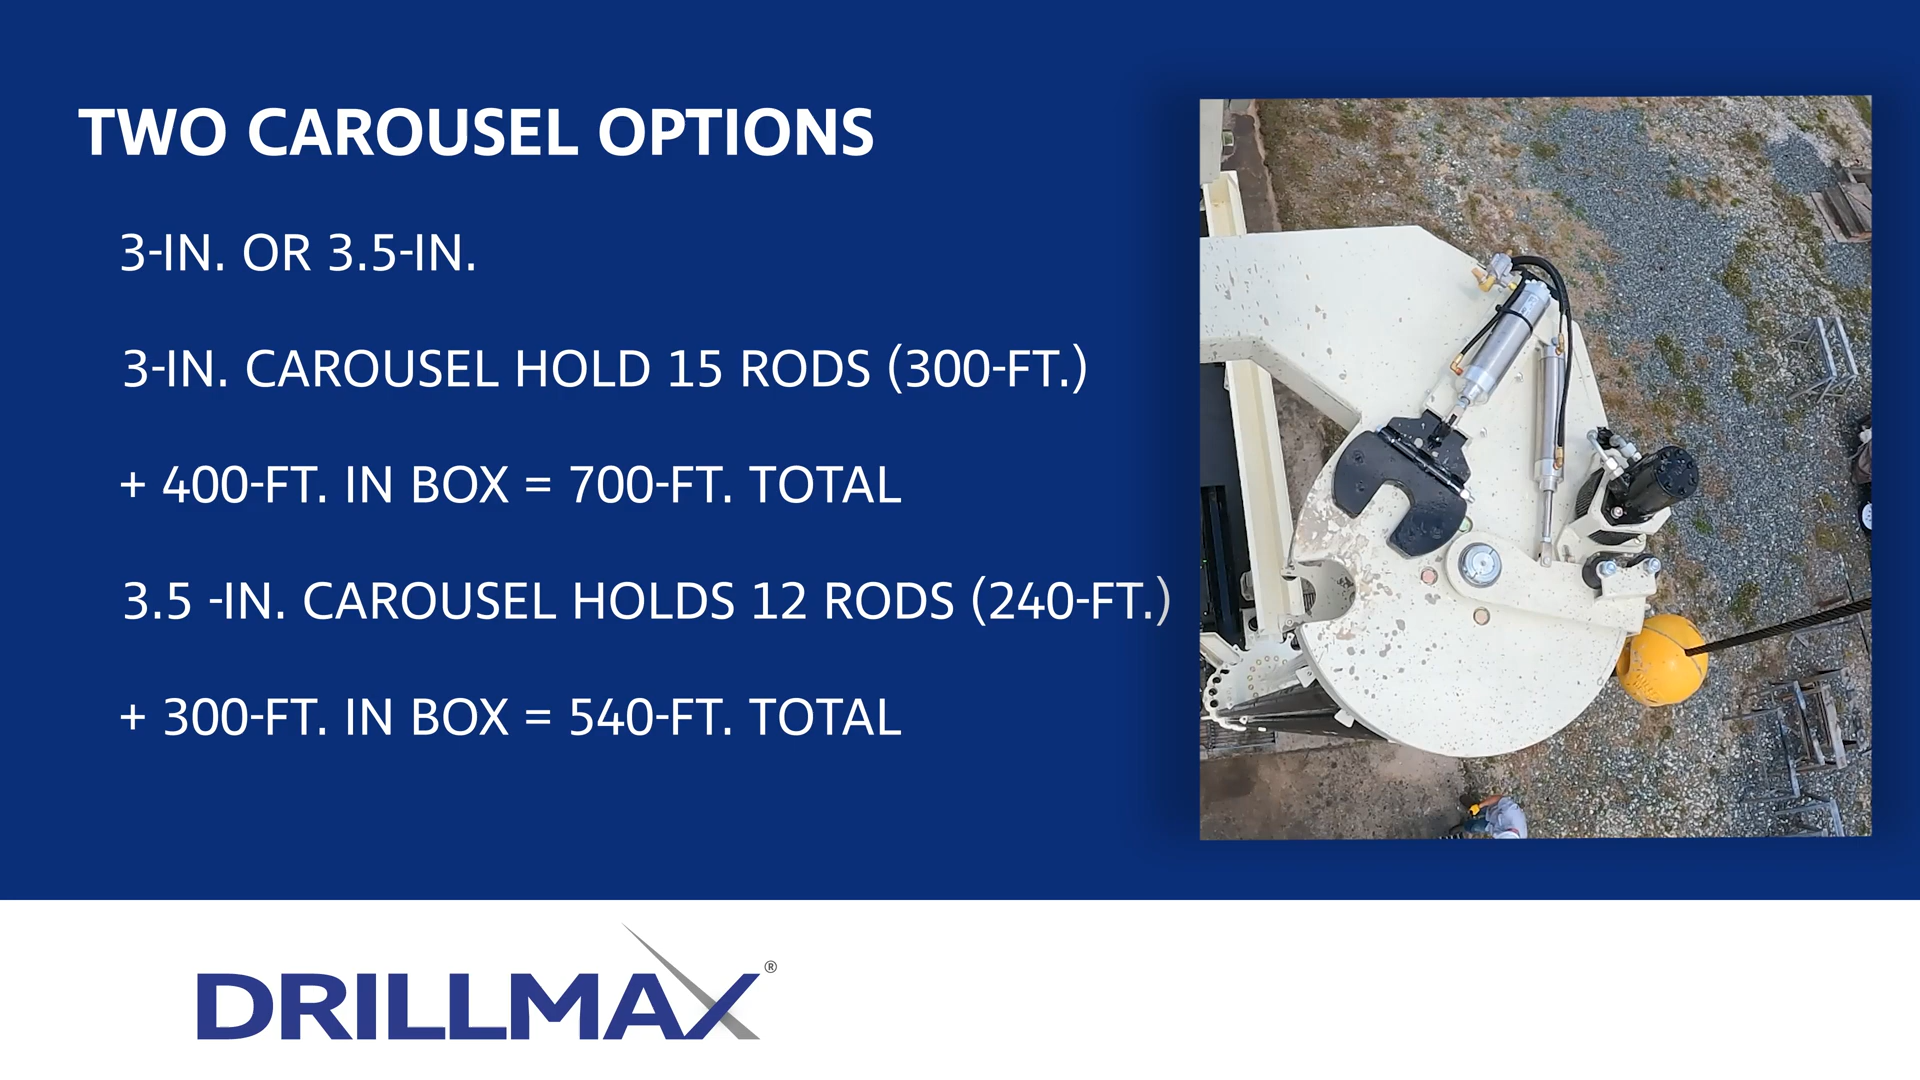 TWO CAROUSEL OPTIONS
3-IN. OR 3.5-IN.
3-IN. CAROUSEL HOLD 15 RODS (300-FT.)
+ 400-FT. IN BOX = 700-FT. TOTAL
3.5 -IN. CAROUSEL HOLDS 12 RODS (240-FT.)
+ 300-FT. IN BOX = 540-FT. TOTAL
DRILLMAX®